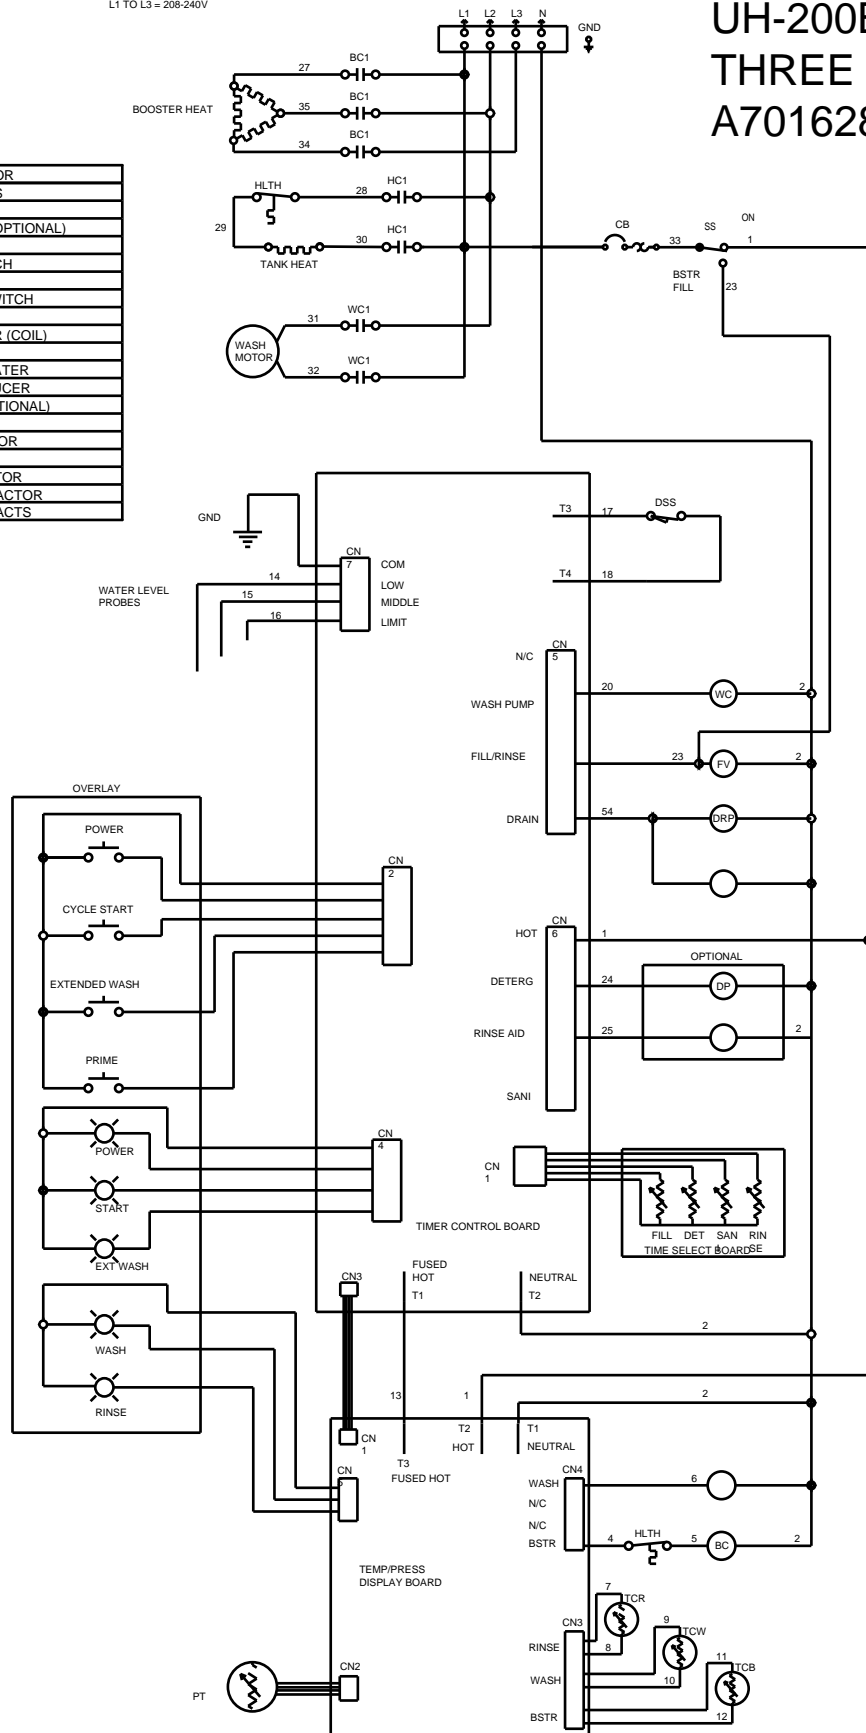 L1 TO L3 = 208-240V
THREE
L1 L2 L3 N
GND
BOOSTER HEAT
27 BC1
35 BC1
34 BC1
HLTH 28 HC1
29
30 HC1
TANK HEAT
CB 33 SS ON 1
BSTR
FILL
23
OR
S
OPTIONAL)
CH
WITCH
R (COIL)
ATER
UCER
TIONAL)
OR
TOR
ACTOR
ACTS
WASH
MOTOR
31 WC1
32 WC1
GND
CN
7
COM
LOW
MIDDLE
LIMIT
WATER LEVEL
PROBES
14
15
16
T3 17 DSS
T4 18
CN
5
N/C
WASH PUMP 20 WC 2
FILL/RINSE 23 FV 2
DRAIN 54 DRP
OVERLAY
POWER
CYCLE START
EXTENDED WASH
PRIME
CN
2
CN
6
HOT 1
OPTIONAL
DETERG 24 DP
RINSE AID 25 2
SANI
POWER
START
EXT WASH
CN
4
CN
1
FILL DET SAN RIN
SE
TIME SELECT BOARD
TIMER CONTROL BOARD
WASH
RINSE
CN3
FUSED
HOT
T1
NEUTRAL
T2
2
13
1
2
CN
1
T3
FUSED HOT
T2
HOT
T1
NEUTRAL
CN
CN4
WASH 6
N/C
N/C
BSTR 4 HLTH 5 BC 2
TEMP/PRESS
DISPLAY BOARD
CN3
RINSE 7 8 TCR
WASH 9 10 TCW
BSTR 11 12 TCB
PT
CN2